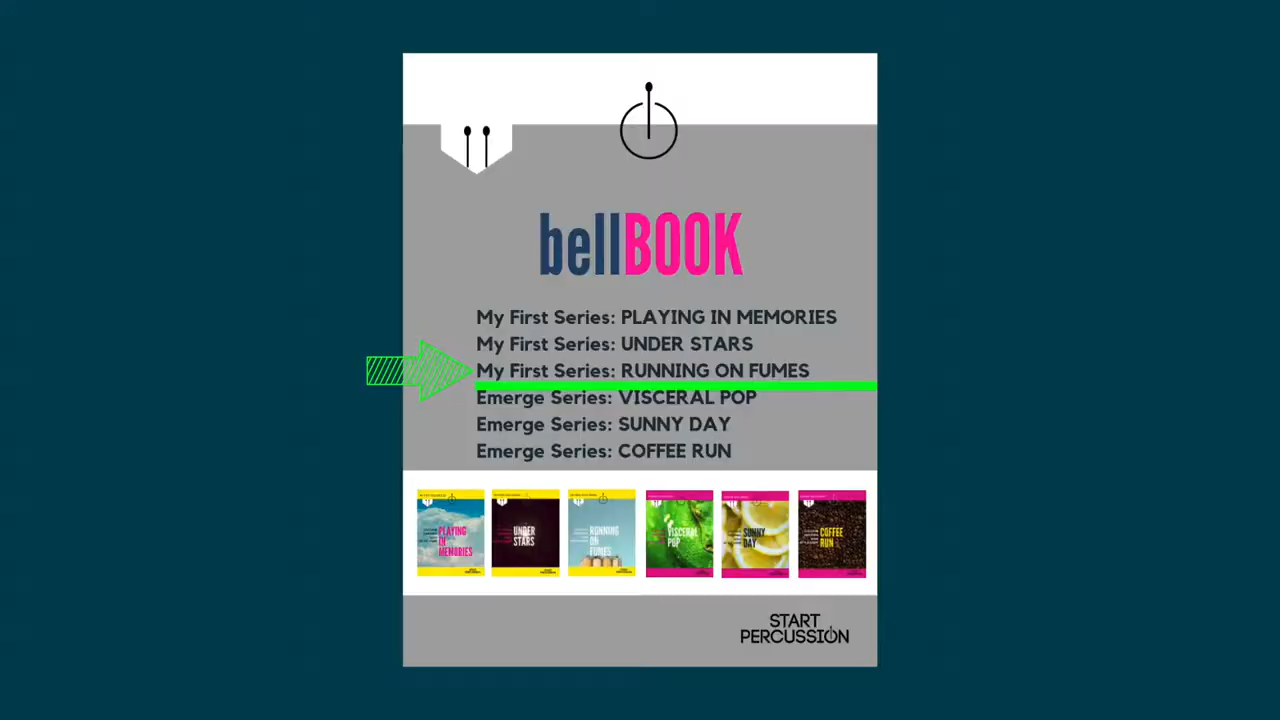 bellBOOK
My First Series: PLAYING IN MEMORIES
My First Series: UNDER STARS
My First Series: RUNNING ON FUMES
Emerge Series: VISCERAL POP
Emerge Series: SUNNY DAY
Emerge Series: COFFEE RUN
PLAYING
IN
MEMORIES
UNDER
STARS
RUNNING
ON
FUMES
VISCERAL
POP
SUNNY
DAY
COFFEE
RUN
START
PERCUSSION